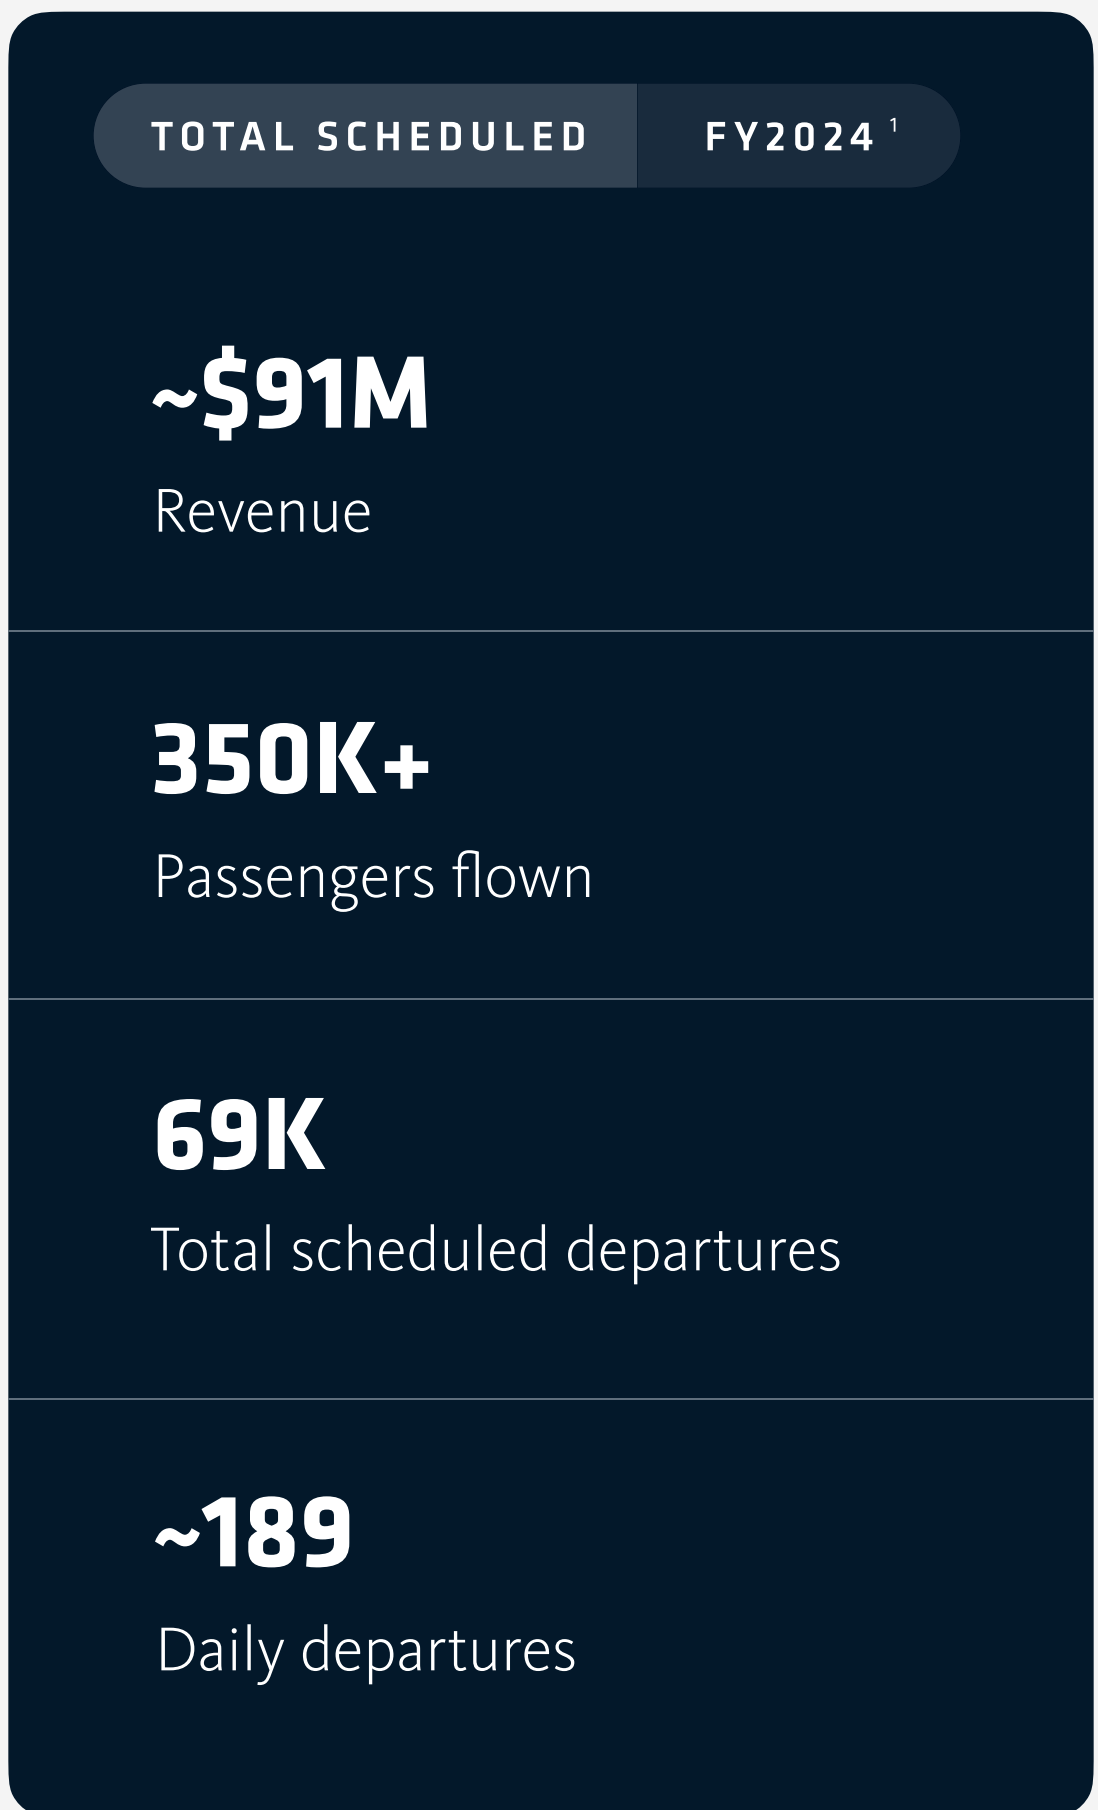 TOTAL SCHEDULED FY2024 ¹
~$91M
Revenue
350K+
Passengers flown
69K
Total scheduled departures
~189
Daily departures